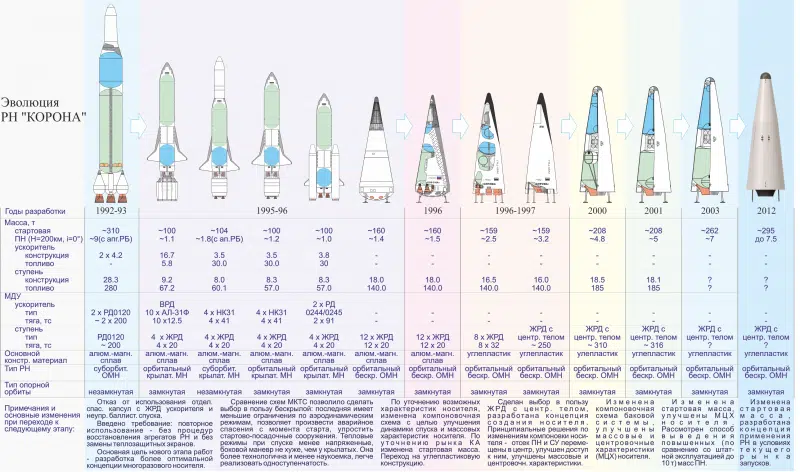 Эволюция
РН "КОРОНА"
Годы разработки 1992-93 1995-96 1996 1996-1997 2000 2001 2003 2012
Масса, т
стартовая ~310 ~100 ~104 ~100 ~100 ~160 ~160 ~159 ~159 ~208 ~208 ~262 ~295
ПН (Н=200км, i=0°) ~9(с апг.РБ) ~1.1 ~1.8(с апг.РБ) ~1.2 ~1.0 ~1.4 ~1.5 ~2.5 ~3.2 ~4.8 ~5 ~7 до 7.5
ускоритель
конструкция 2 x 4.2 16.7 3.5 3.5 3.8 - - - - - - - -
топливо - 5.8 30.0 30.0 30 - - - - - - - -
ступень
конструкция 28.3 9.2 8.0 8.3 8.3 18.0 18.0 16.5 16.0 18.5 18.1 ? ?
топливо 280 67.2 60.1 57.0 57.0 140.0 140.0 140.0 140.0 185 185 ? ?
МДУ
ускоритель ВРД 2 x РД
тип 2 x РД0120 10 x АЛ-31Ф 4 x НК31 4 x НК31 0244/0245 - - - - - - - -
тяга, тс ~ 2 x 200 10 x12.5 4 x 41 4 x 41 2 x 91 - - - - - - - -
ступень ЖРД с ЖРД с ЖРД с ЖРД с ЖРД с
тип РД0120 4 x ЖРД 4 x ЖРД 4 x ЖРД 4 x ЖРД 12 x ЖРД 12 x ЖРД 8 x ЖРД центр. телом центр. телом центр. телом центр. телом центр. телом
тяга, тс ~ 200 4 x 20 4 x 20 4 x 20 4 x 20 12 x 20 12 x 20 8 x 32 ~ 250 ~ 310 ~ 316 ? ?
Основной алюм.-магн. алюм.-магн. алюм.-магн. алюм.-магн. алюм.-магн. алюм.-магн. алюм.-магн. углепластик углепластик углепластик углепластик углепластик углепластик
констр. материал сплав сплав сплав сплав сплав сплав сплав
Тип РН суборбит. орбитальный суборбит. орбитальный орбитальный орбитальный орбитальный орбитальный орбитальный орбитальный орбитальный орбитальный орбитальный
ОМН крылат. МН крылат. МН крылат. МН крылат. МН бескр. ОМН бескр. ОМН бескр. ОМН бескр. ОМН бескр. ОМН бескр. ОМН бескр. ОМН бескр. ОМН
Тип опорной
орбиты незамкнутая замкнутая незамкнутая замкнутая замкнутая замкнутая замкнутая замкнутая замкнутая замкнутая замкнутая замкнутая замкнутая
Примечания и
основные изменения
при переходе к
следующему этапу:
Отказ от использования отдел.
спас. капсул с ЖРД ускорителя и
неупр. баллист. спуска.
Введено требование: повторное
использование - без процедур
восстановления агрегатов РН и без
замены теплозащитных экранов.
Основная цель нового этапа работ
- разработка более оптимальной
концепции многоразового носителя.
Сравнение схем МКТС позволило сделать
выбор в пользу бескрылой: последняя имеет
меньшие ограничения по аэродинамическим
режимам, позволяет произвести аварийное
спасения с момента старта, упростить
стартово-посадочные сооружения. Тепловые
режимы при спуске менее напряженные,
боковой маневр не хуже, чем у крылатых. Она
более технологична и менее наукоемка, легче
реализовать одноступенчатость.
По уточнению возможных
характеристик носителя,
изменена компоновочная
схема с целью улучшения
динамики спуска и массовых
характеристик носителя. По
уточнению рынка КА
изменена стартовая масса.
Переход на углепластиковую
конструкцию.
Сделан выбор в пользу
ЖРД с центр. телом,
разработана концепция
создания носителя.
Принципиальные решения по
изменениям компоновки носи-
теля - отсек ПН и СУ переме-
щены в центр, улучшен доступ
к ним, улучшены массовые и
центровочн. характеристики.
Изменена
компоновочная
схема баковой
системы,
улучшены
массовые и
центровочные
характеристики
(МЦХ) носителя.
Изменена
стартовая масса,
улучшены МЦХ
носителя.
Рассмотрен способ
выведения
повышенных (по
сравнению со штат-
ной эксплуатацией до
10 т) масс ПН.
Изменена
стартовая
масса,
разработана
концепция
применения
РН в условиях
текущего
рынка
запусков.